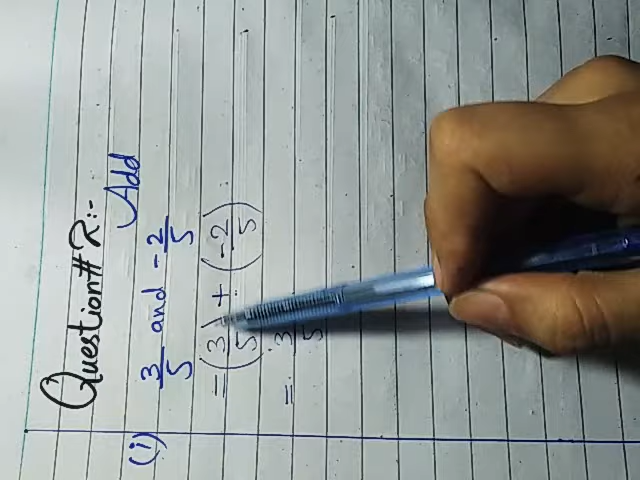 Question # 2:-
Add
(i) 3/5 and -2/5
= (3/5) + (-2/5)
= 3/5